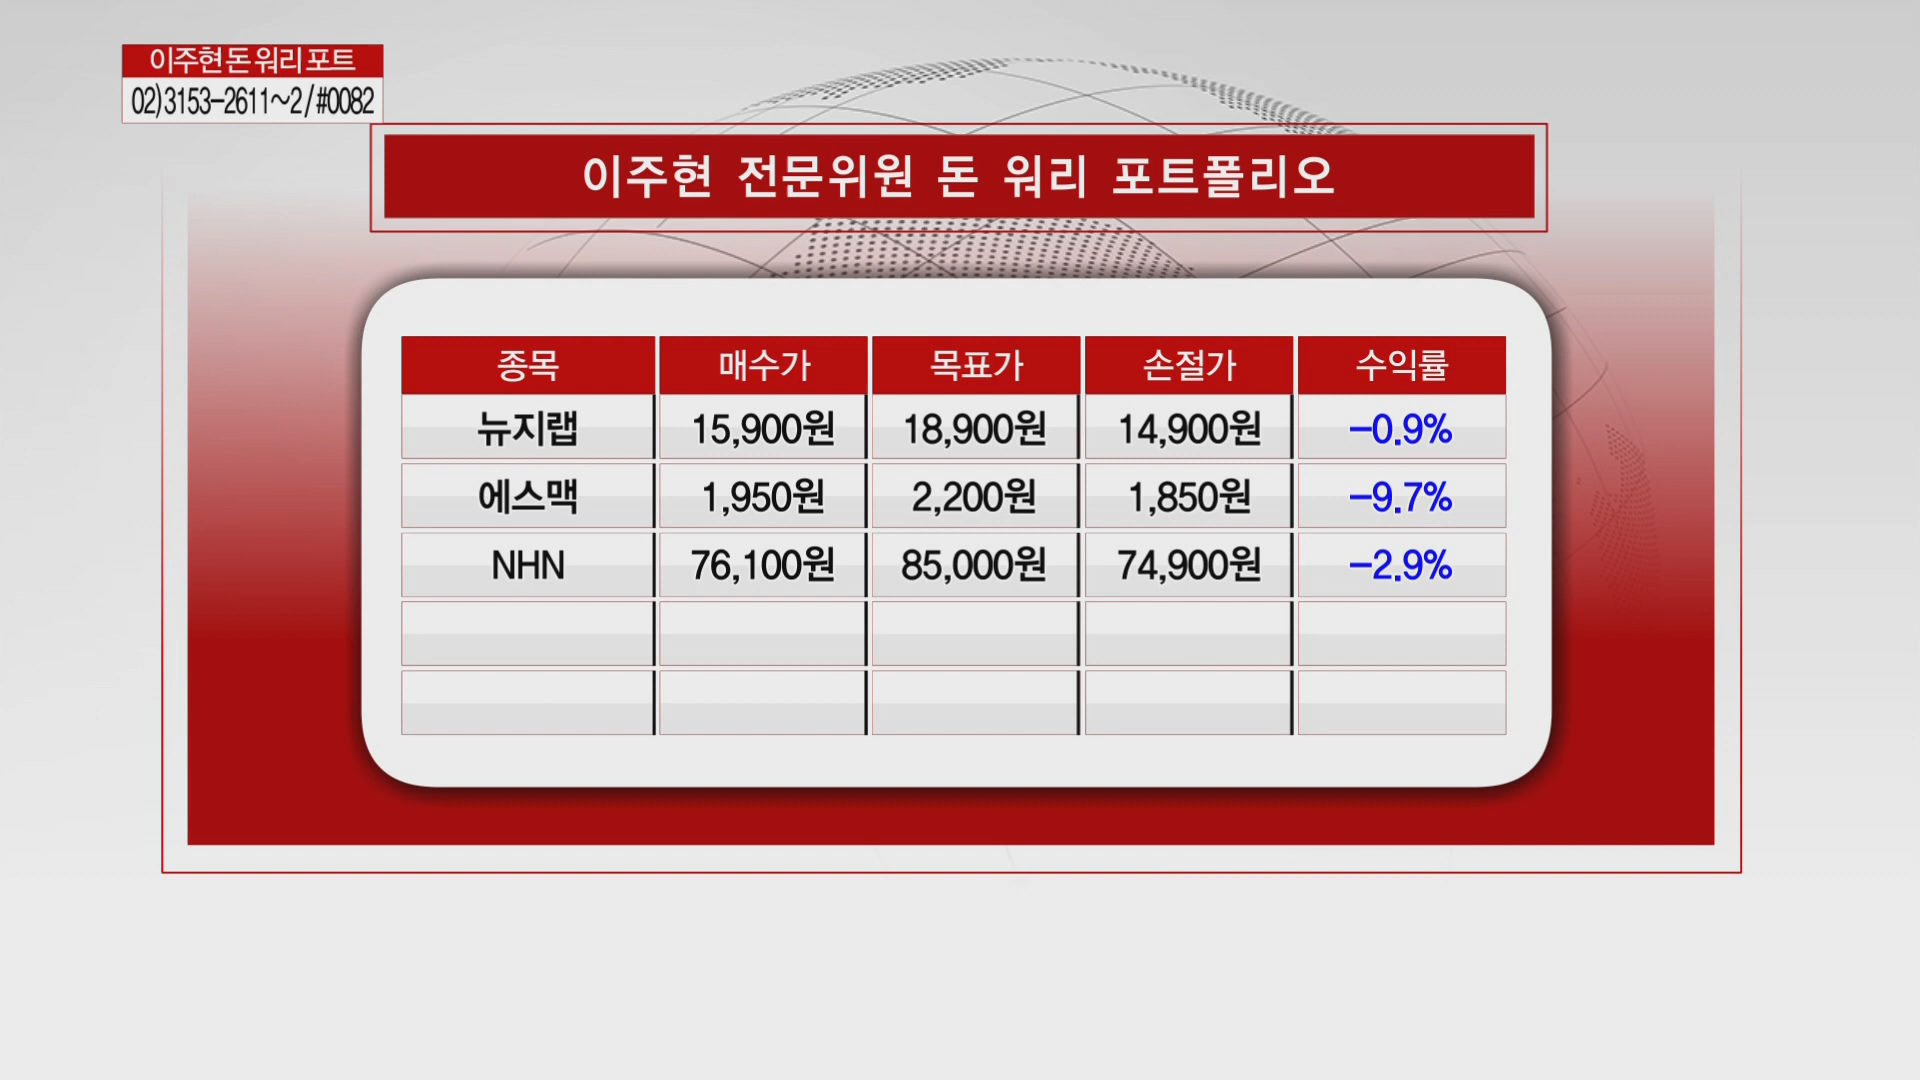 이주현 돈 워리 포트
02)3153-2611~2 / #0082
이주현 전문위원 돈 워리 포트폴리오
종목 매수가 목표가 손절가 수익률
뉴지랩 15,900원 18,900원 14,900원 -0.9%
에스맥 1,950원 2,200원 1,850원 -9.7%
NHN 76,100원 85,000원 74,900원 -2.9%